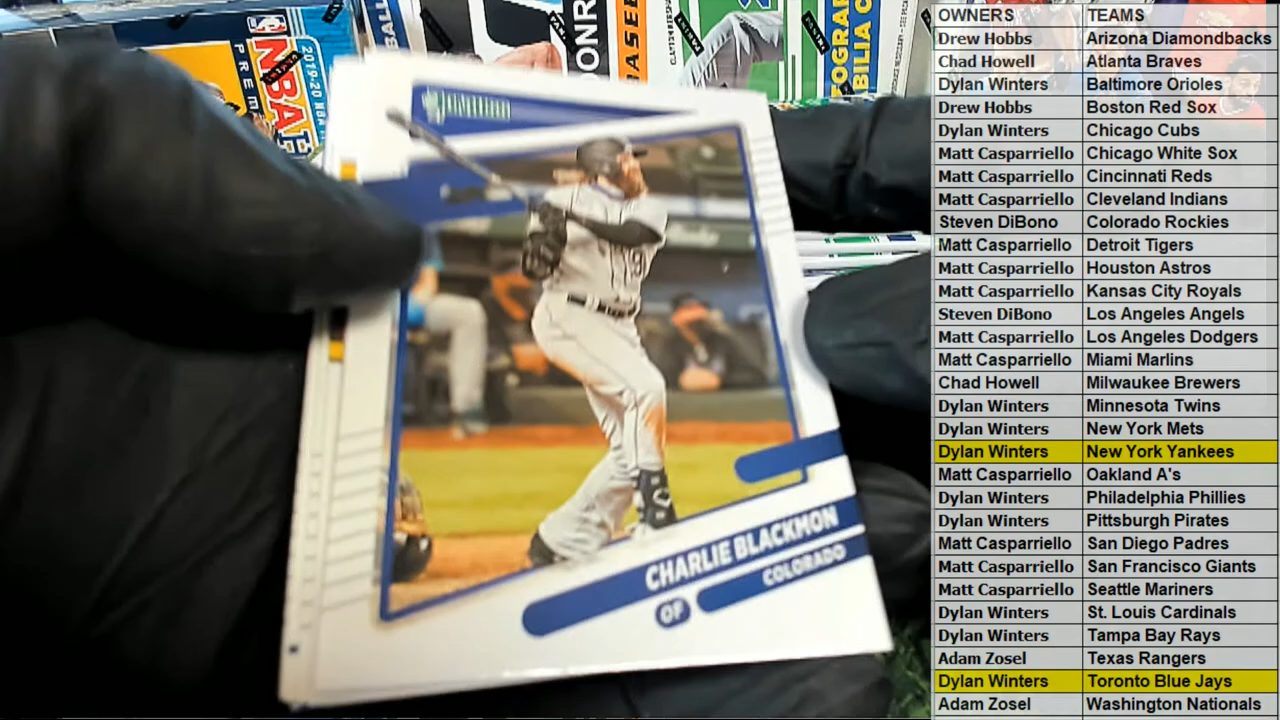 NBA
PREM
2019-20 NBA
DONR
BASE
TOGRA
BILIA C
CHARLIE BLACKMON
OF
COLORADO
OWNERS TEAMS
Drew Hobbs Arizona Diamondbacks
Chad Howell Atlanta Braves
Dylan Winters Baltimore Orioles
Drew Hobbs Boston Red Sox
Dylan Winters Chicago Cubs
Matt Casparriello Chicago White Sox
Matt Casparriello Cincinnati Reds
Matt Casparriello Cleveland Indians
Steven DiBono Colorado Rockies
Matt Casparriello Detroit Tigers
Matt Casparriello Houston Astros
Matt Casparriello Kansas City Royals
Steven DiBono Los Angeles Angels
Matt Casparriello Los Angeles Dodgers
Matt Casparriello Miami Marlins
Chad Howell Milwaukee Brewers
Dylan Winters Minnesota Twins
Dylan Winters New York Mets
Dylan Winters New York Yankees
Matt Casparriello Oakland A's
Dylan Winters Philadelphia Phillies
Dylan Winters Pittsburgh Pirates
Matt Casparriello San Diego Padres
Matt Casparriello San Francisco Giants
Matt Casparriello Seattle Mariners
Dylan Winters St. Louis Cardinals
Dylan Winters Tampa Bay Rays
Adam Zosel Texas Rangers
Dylan Winters Toronto Blue Jays
Adam Zosel Washington Nationals